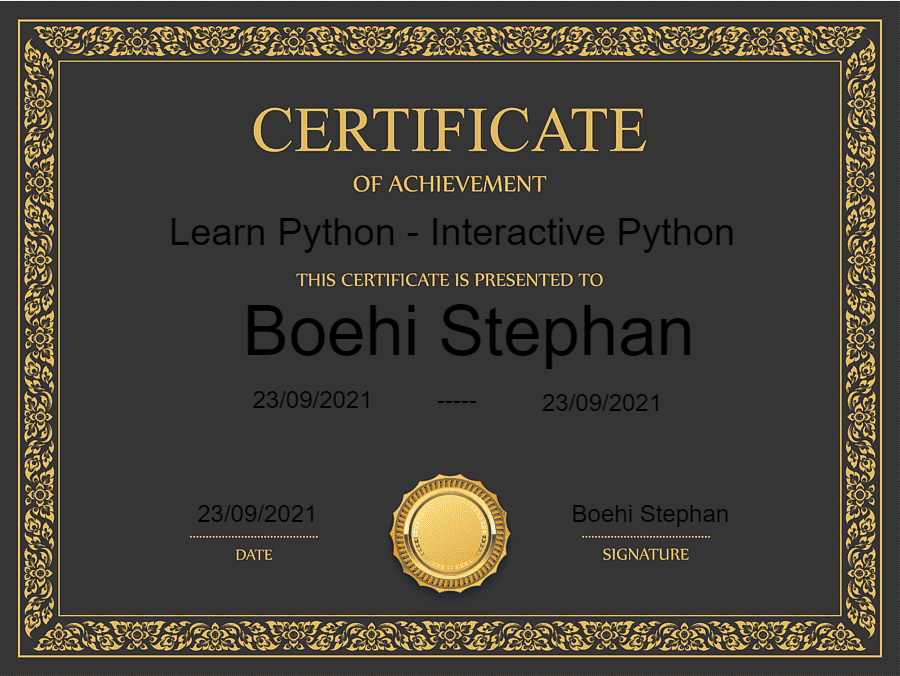 CERTIFICATE
OF ACHIEVEMENT
Learn Python - Interactive Python
THIS CERTIFICATE IS PRESENTED TO
Boehi Stephan
23/09/2021 ----- 23/09/2021
23/09/2021 Boehi Stephan
DATE SIGNATURE